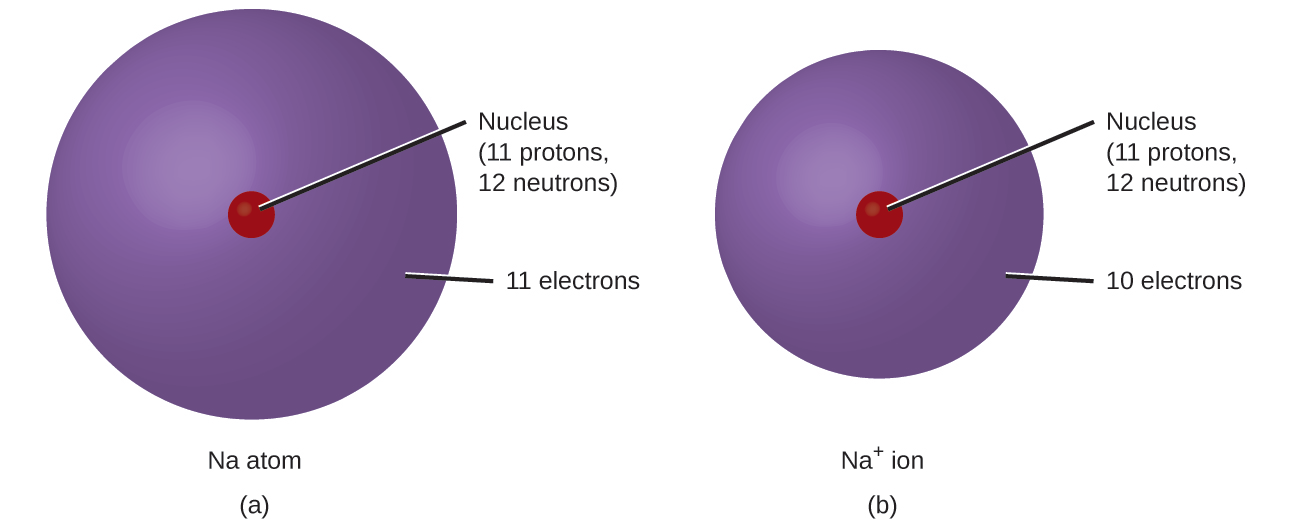 Nucleus
(11 protons,
12 neutrons)
11 electrons
Na atom
(a)
Nucleus
(11 protons,
12 neutrons)
10 electrons
Na⁺ ion
(b)